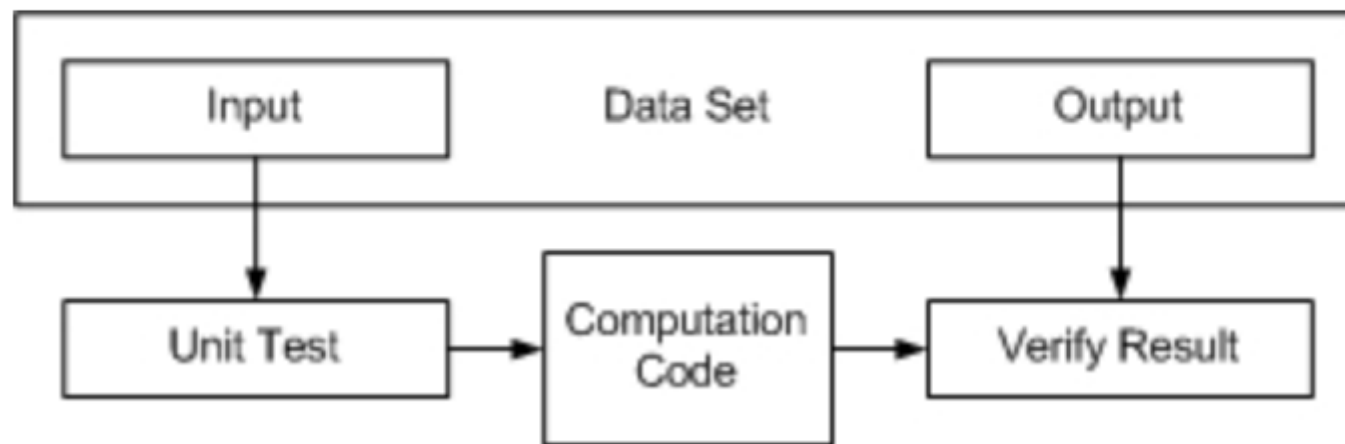 Input
Data Set
Output
Unit Test
Computation
Code
Verify Result